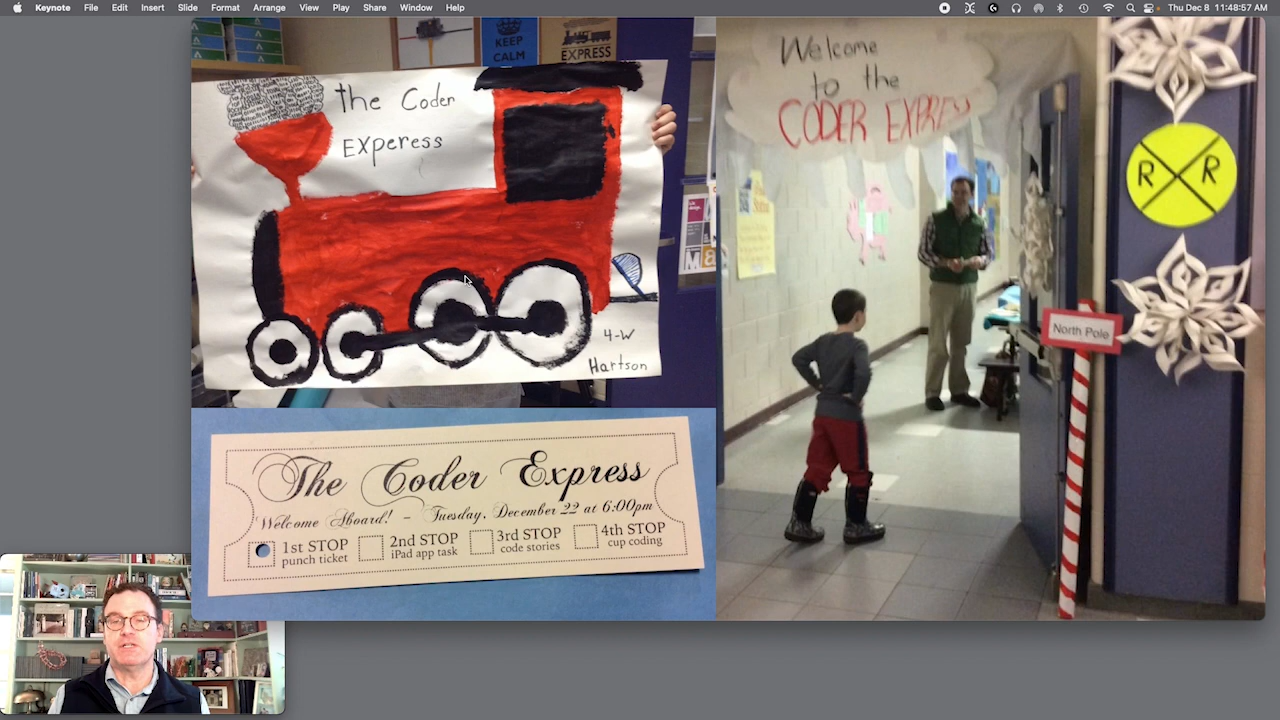 Keynote File Edit Insert Slide Format Arrange View Play Share Window Help
Thu Dec 8 11:48:57 AM
KEEP
CALM
EXPRESS
the Coder
EXPERESS
4-W
Hartson
The Coder Express
Welcome Aboard! - Tuesday, December 22 at 6:00pm
1st STOP
punch ticket
2nd STOP
iPad app task
3rd STOP
code stories
4th STOP
cup coding
Welcome
to the
CODER EXPRES
R R
North Pole